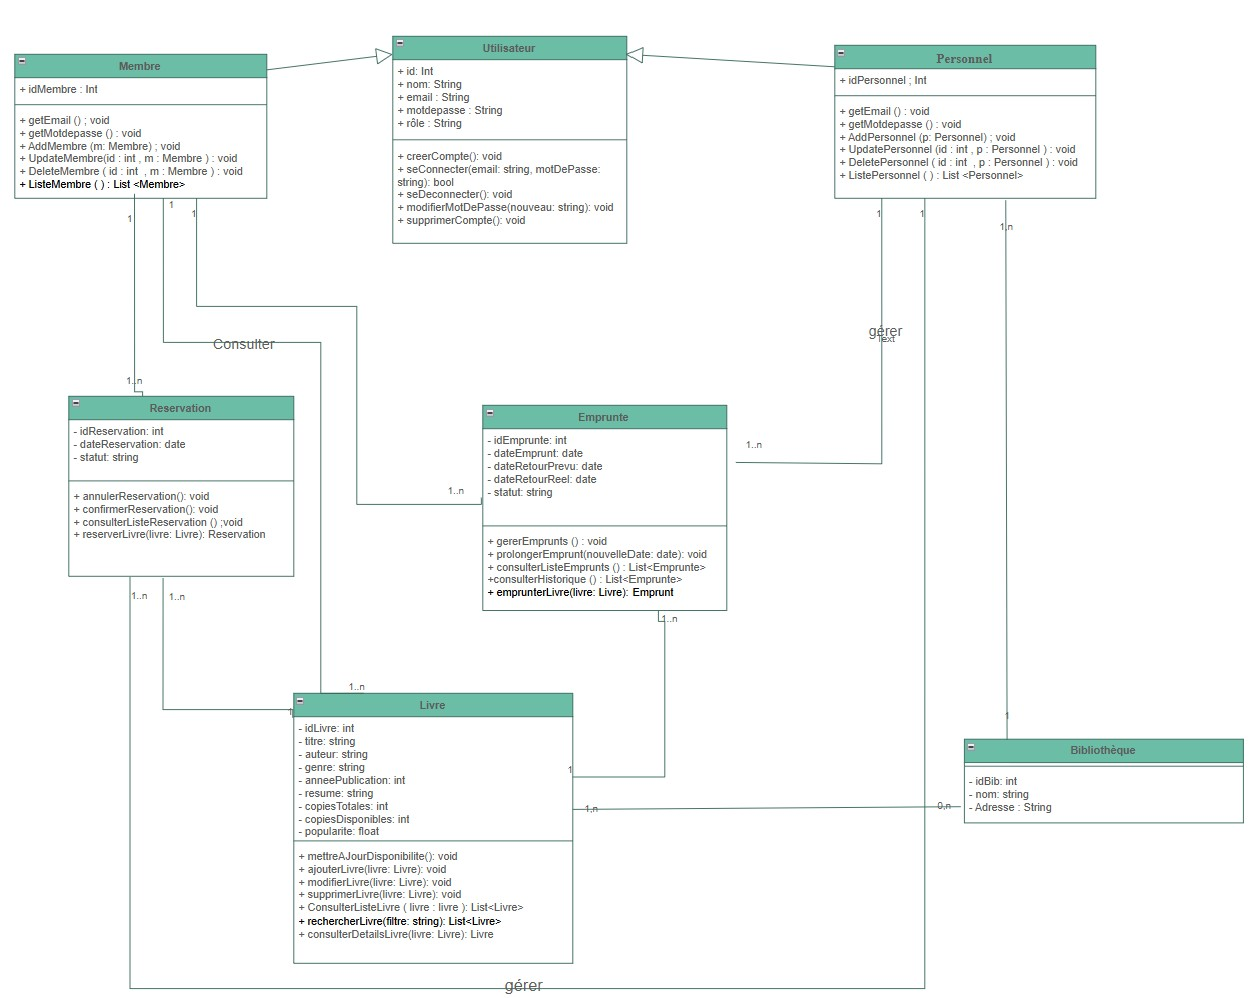 Membre
+ idMembre : Int
+ getEmail () ; void
+ getMotdepasse () : void
+ AddMembre (m: Membre) ; void
+ UpdateMembre(id : int , m : Membre ) : void
+ DeleteMembre ( id : int , m : Membre ) : void
+ ListeMembre ( ) : List <Membre>
Utilisateur
+ id: Int
+ nom: String
+ email : String
+ motdepasse : String
+ rôle : String
+ creerCompte(): void
+ seConnecter(email: string, motDePasse:
string): bool
+ seDeconnecter(): void
+ modifierMotDePasse(nouveau: string): void
+ supprimerCompte(): void
Personnel
+ idPersonnel ; Int
+ getEmail () : void
+ getMotdepasse () : void
+ AddPersonnel (p: Personnel) ; void
+ UpdatePersonnel (id : int , p : Personnel ) : void
+ DeletePersonnel ( id : int , p : Personnel ) : void
+ ListePersonnel ( ) : List <Personnel>
1
1
1
1
1
1,n
gérer
Text
Consulter
1..n
Reservation
- idReservation: int
- dateReservation: date
- statut: string
+ annulerReservation(): void
+ confirmerReservation(): void
+ consulterListeReservation () ;void
+ reserverLivre(livre: Livre): Reservation
1..n
1..n
Emprunte
- idEmprunte: int
- dateEmprunt: date
- dateRetourPrevu: date
- dateRetourReel: date
- statut: string
+ gererEmprunts () : void
+ prolongerEmprunt(nouvelleDate: date): void
+ consulterListeEmprunts () : List<Emprunte>
+consulterHistorique () : List<Emprunte>
+ emprunterLivre(livre: Livre): Emprunt
1..n
1..n
1..n
1..n
1
Livre
- idLivre: int
- titre: string
- auteur: string
- genre: string
- anneePublication: int
- resume: string
- copiesTotales: int
- copiesDisponibles: int
- popularite: float
+ mettreAJourDisponibilite(): void
+ ajouterLivre(livre: Livre): void
+ modifierLivre(livre: Livre): void
+ supprimerLivre(livre: Livre): void
+ ConsulterListeLivre ( livre : livre ): List<Livre>
+ rechercherLivre(filtre: string): List<Livre>
+ consulterDetailsLivre(livre: Livre): Livre
1
1,n
0,n
1
Bibliothèque
- idBib: int
- nom: string
- Adresse : String
gérer